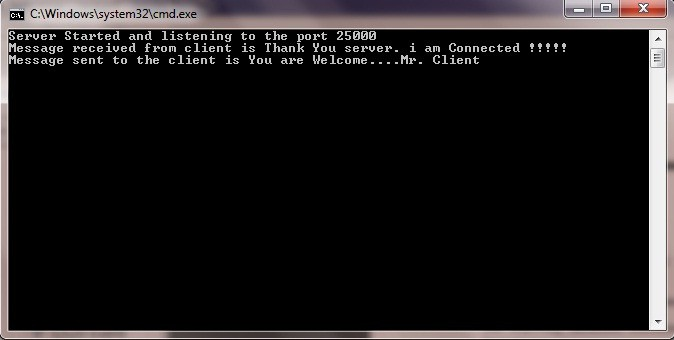 C:\Windows\system32\cmd.exe
Server Started and listening to the port 25000
Message received from client is Thank You server. i am Connected !!!!!
Message sent to the client is You are Welcome....Mr. Client